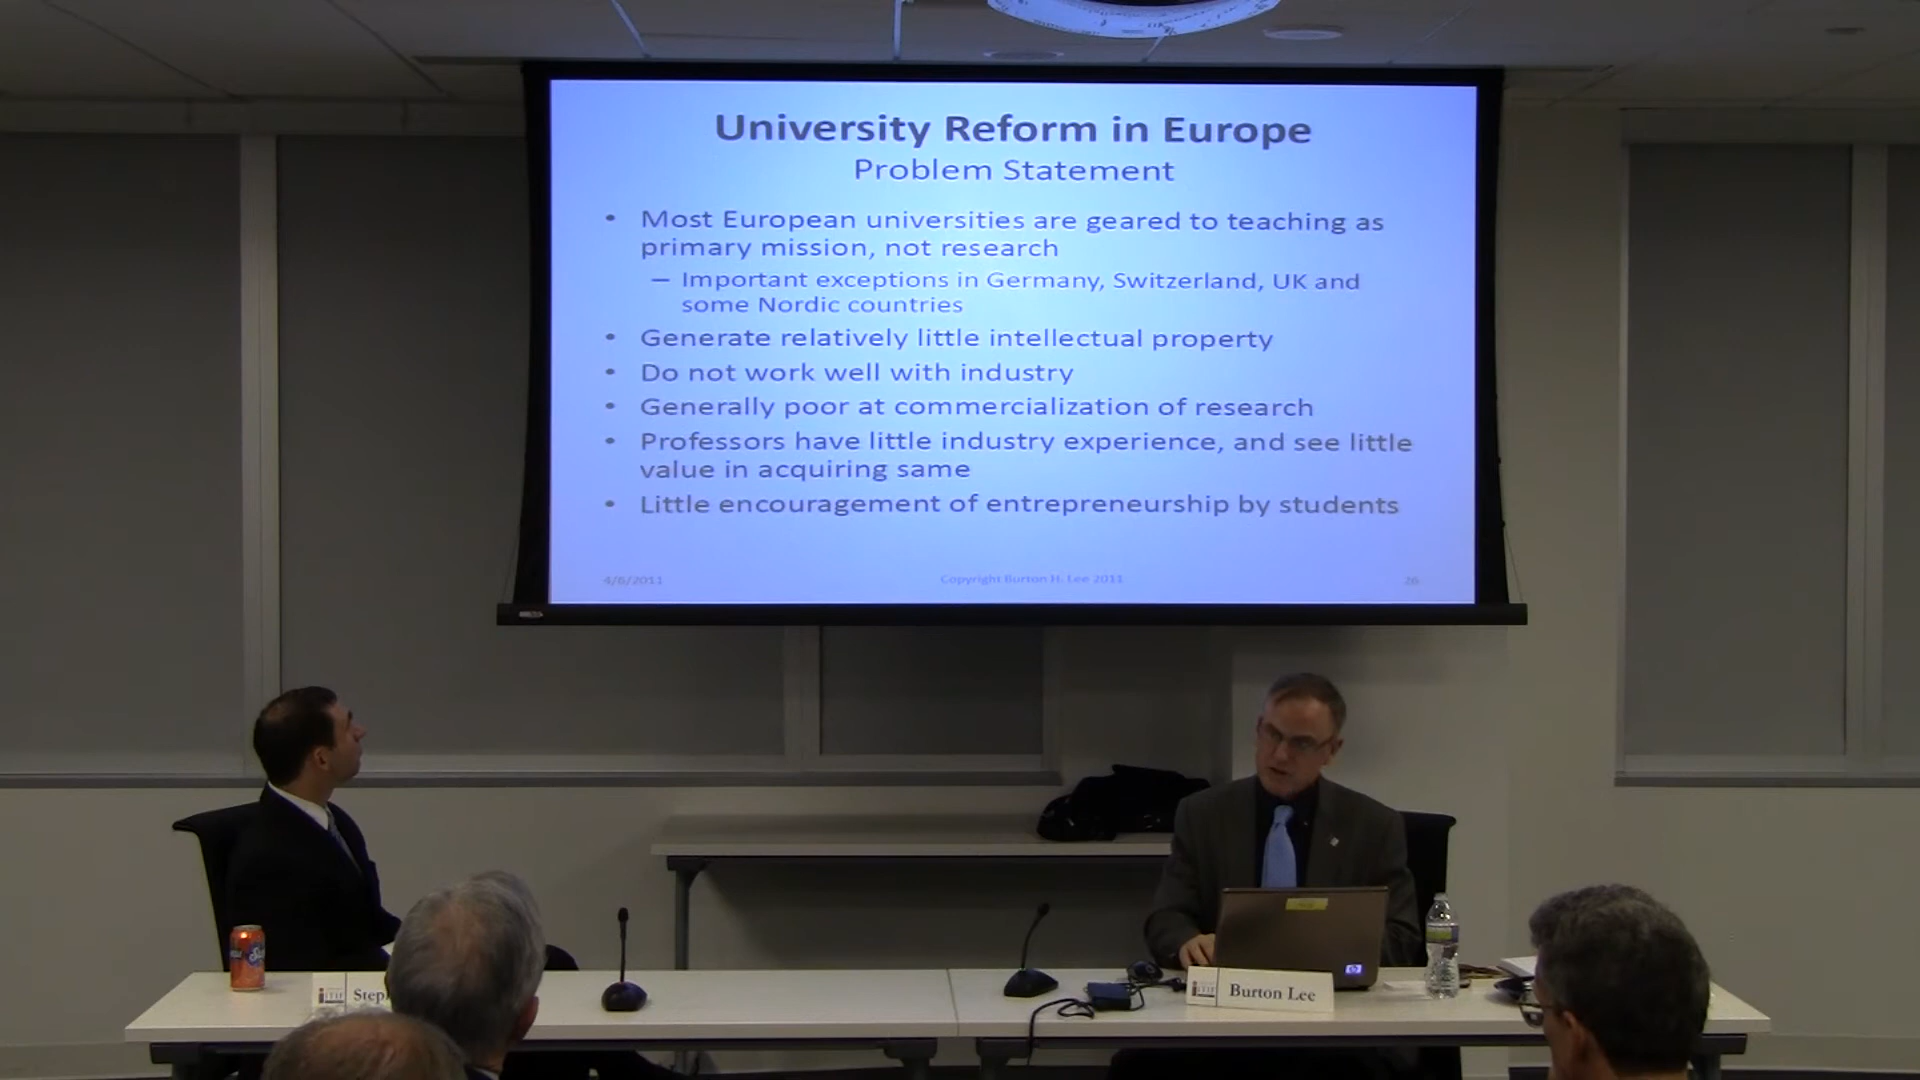 University Reform in Europe
Problem Statement
• Most European universities are geared to teaching as
primary mission, not research
– Important exceptions in Germany, Switzerland, UK and
some Nordic countries
• Generate relatively little intellectual property
• Do not work well with industry
• Generally poor at commercialization of research
• Professors have little industry experience, and see little
value in acquiring same
• Little encouragement of entrepreneurship by students
4/6/2011
Copyright Burton H. Lee 2011
26
ITIF
Burton Lee
hp